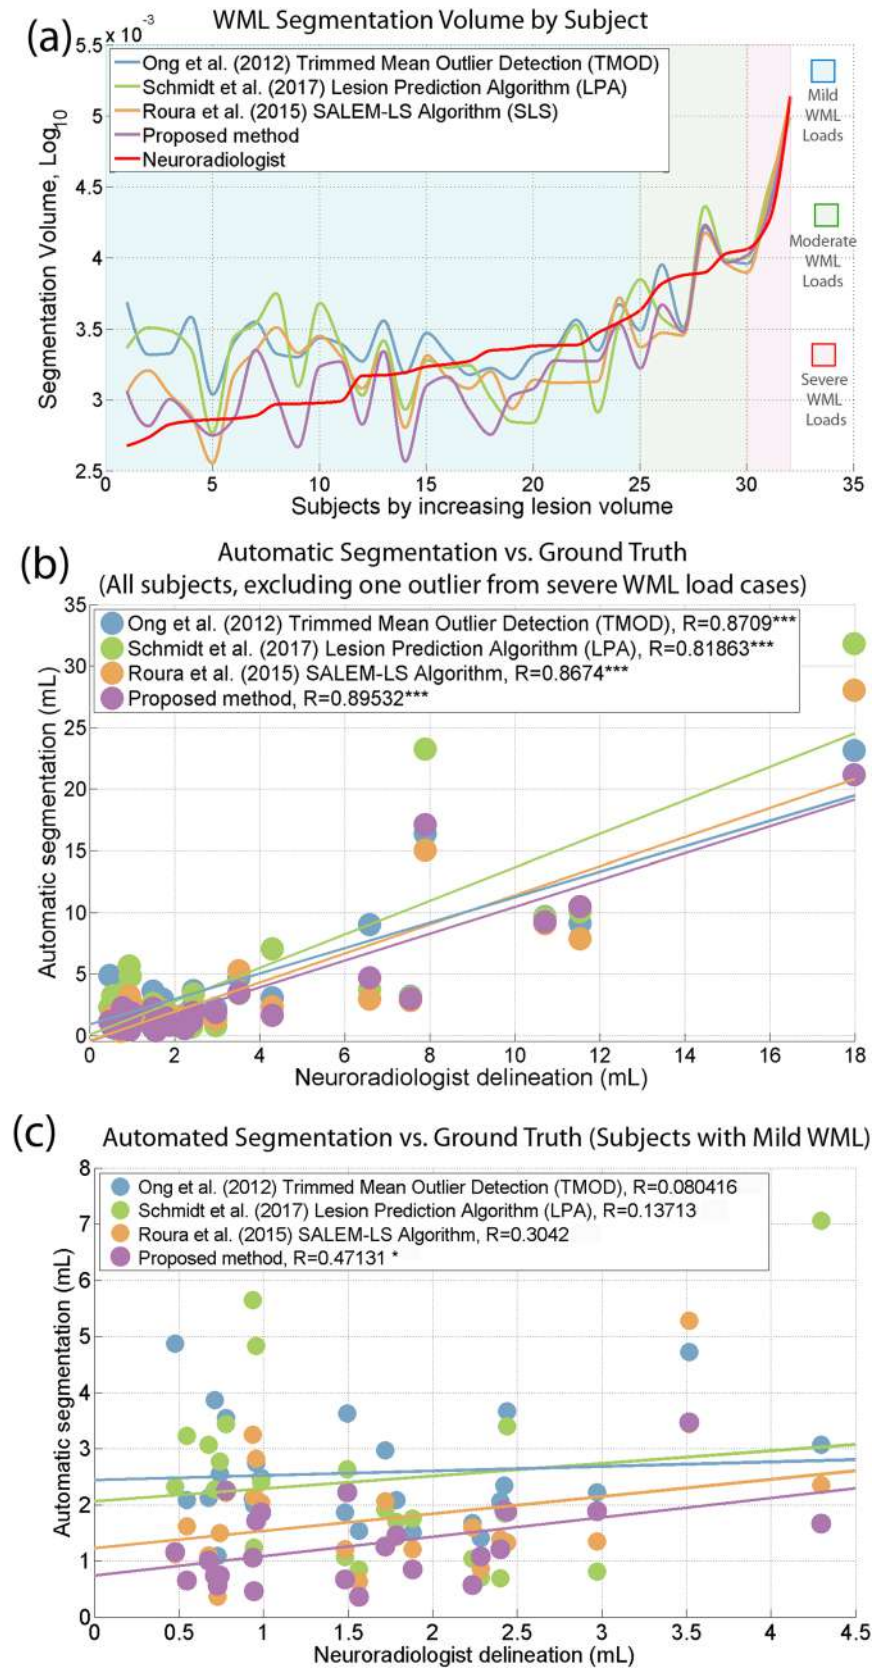 (a)
WML Segmentation Volume by Subject
5.5 x 10⁻³
Ong et al. (2012) Trimmed Mean Outlier Detection (TMOD)
Schmidt et al. (2017) Lesion Prediction Algorithm (LPA)
Roura et al. (2015) SALEM-LS Algorithm (SLS)
Proposed method
Neuroradiologist
Mild
WML
Loads
Moderate
WML
Loads
Severe
WML
Loads
Segmentation Volume, Log₁₀
5
4.5
4
3.5
3
2.5
0 5 10 15 20 25 30 35
Subjects by increasing lesion volume
(b)
Automatic Segmentation vs. Ground Truth
(All subjects, excluding one outlier from severe WML load cases)
Ong et al. (2012) Trimmed Mean Outlier Detection (TMOD), R=0.8709***
Schmidt et al. (2017) Lesion Prediction Algorithm (LPA), R=0.81863***
Roura et al. (2015) SALEM-LS Algorithm, R=0.8674***
Proposed method, R=0.89532***
Automatic segmentation (mL)
35
30
25
20
15
10
5
0
0 2 4 6 8 10 12 14 16 18
Neuroradiologist delineation (mL)
(c)
Automated Segmentation vs. Ground Truth (Subjects with Mild WML)
Ong et al. (2012) Trimmed Mean Outlier Detection (TMOD), R=0.080416
Schmidt et al. (2017) Lesion Prediction Algorithm (LPA), R=0.13713
Roura et al. (2015) SALEM-LS Algorithm, R=0.3042
Proposed method, R=0.47131 *
Automatic segmentation (mL)
8
7
6
5
4
3
2
1
0
0 0.5 1 1.5 2 2.5 3 3.5 4 4.5
Neuroradiologist delineation (mL)